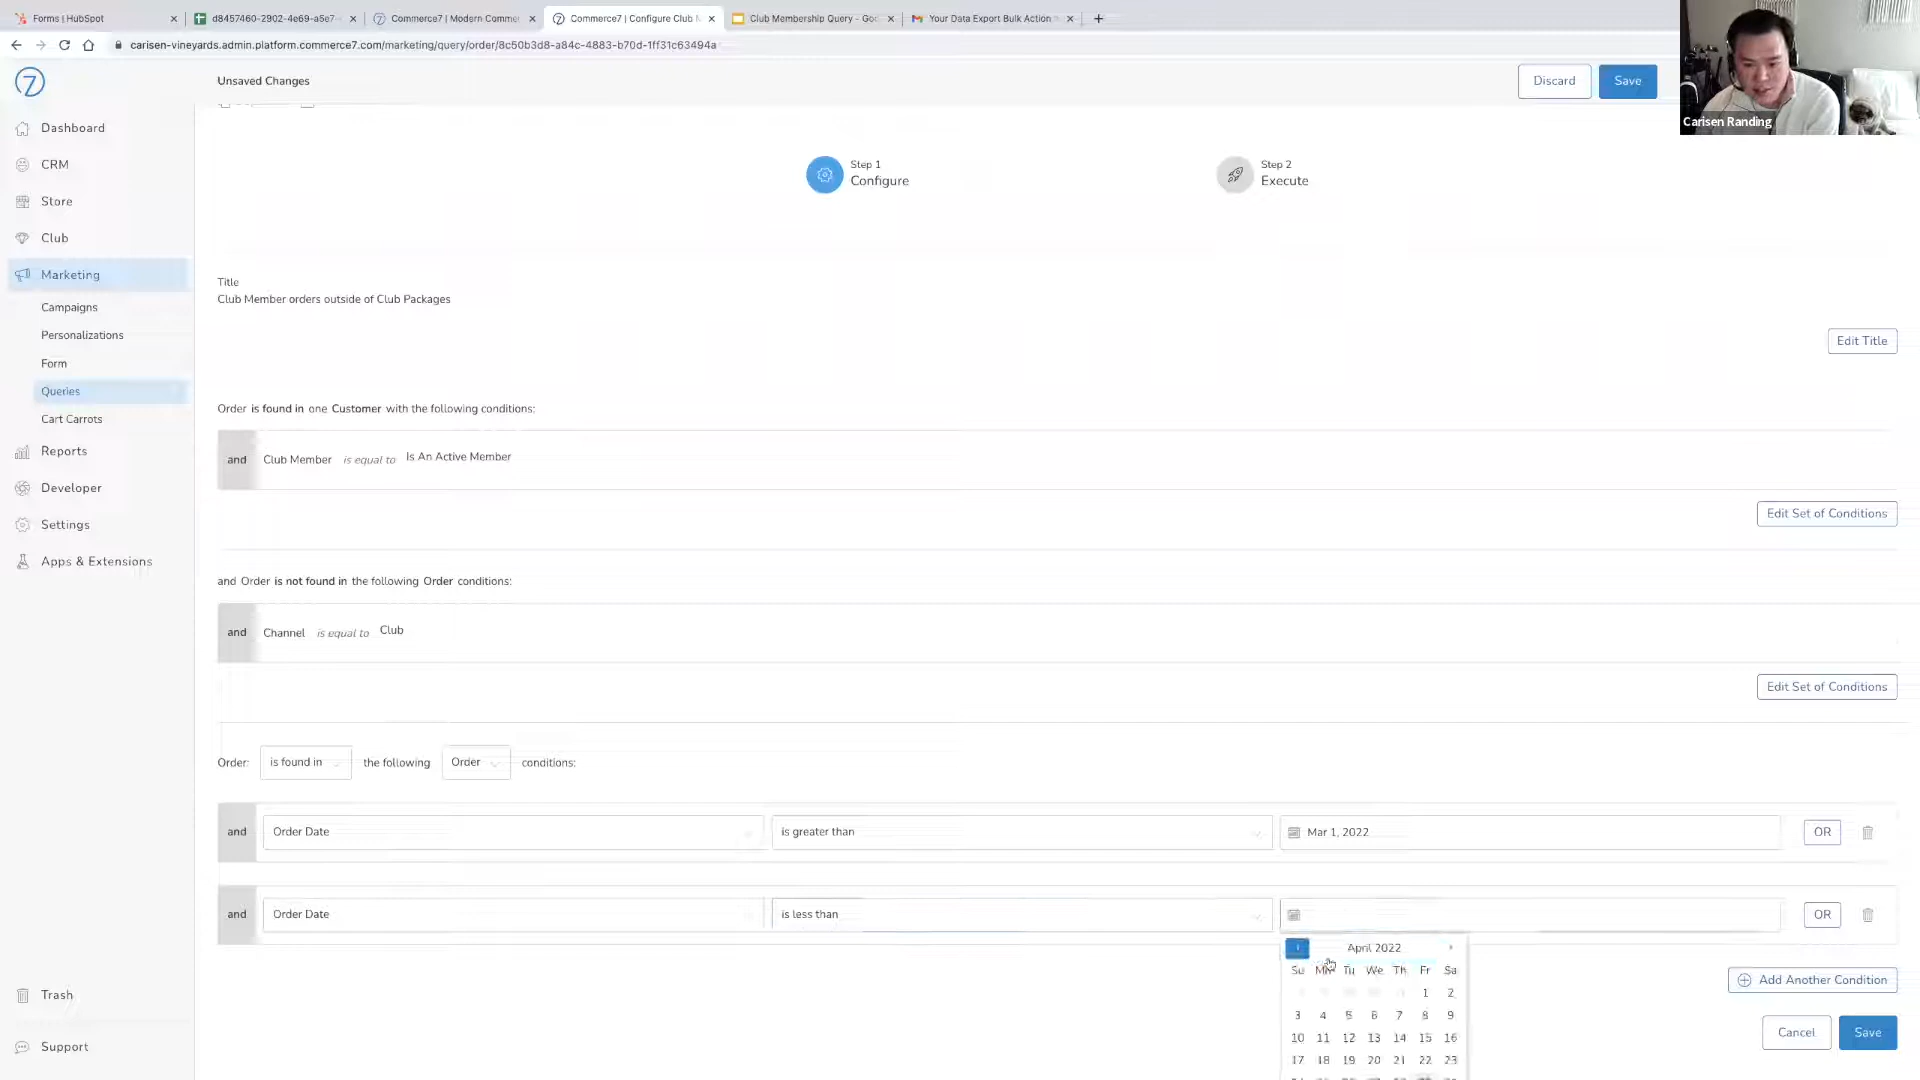 Forms | HubSpot
d8457460-2902-4e69-a5e7-
Commerce7 | Modern Comme
Commerce7 | Configure Club M
Club Membership Query - Goo
Your Data Export Bulk Action
carisen-vineyards.admin.platform.commerce7.com/marketing/query/order/8c50b3d8-a84c-4883-b70d-1ff31c63494a
Carisen Randing
7
Unsaved Changes
Discard
Save
Dashboard
CRM
Store
Club
Marketing
Campaigns
Personalizations
Form
Queries
Cart Carrots
Reports
Developer
Settings
Apps & Extensions
Trash
Support
Step 1
Configure
Step 2
Execute
Title
Club Member orders outside of Club Packages
Edit Title
Order is found in one Customer with the following conditions:
and Club Member is equal to Is An Active Member
Edit Set of Conditions
and Order is not found in the following Order conditions:
and Channel is equal to Club
Edit Set of Conditions
Order: is found in the following Order conditions:
and Order Date is greater than Mar 1, 2022 OR
and Order Date is less than OR
April 2022
Su Mo Tu We Th Fr Sa
1 2
3 4 5 6 7 8 9
10 11 12 13 14 15 16
17 18 19 20 21 22 23
Add Another Condition
Cancel
Save